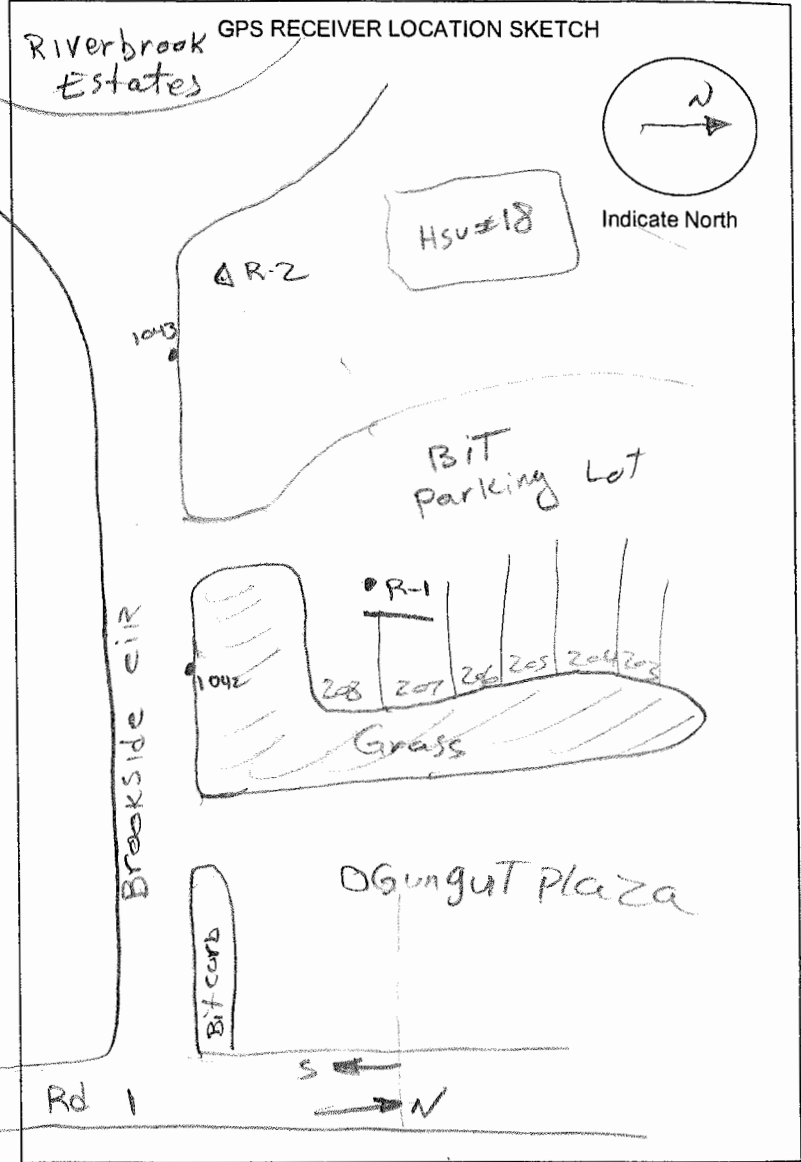 GPS RECEIVER LOCATION SKETCH
Riverbrook
Estates
N
Indicate North
HSU#18
R-2
1043
BiT
Parking Lot
R-1
1042
208 207 206 205 204 203
Grass
Brookside CIR
OGunguT Plaza
Bit curb
S
Rd 1
N